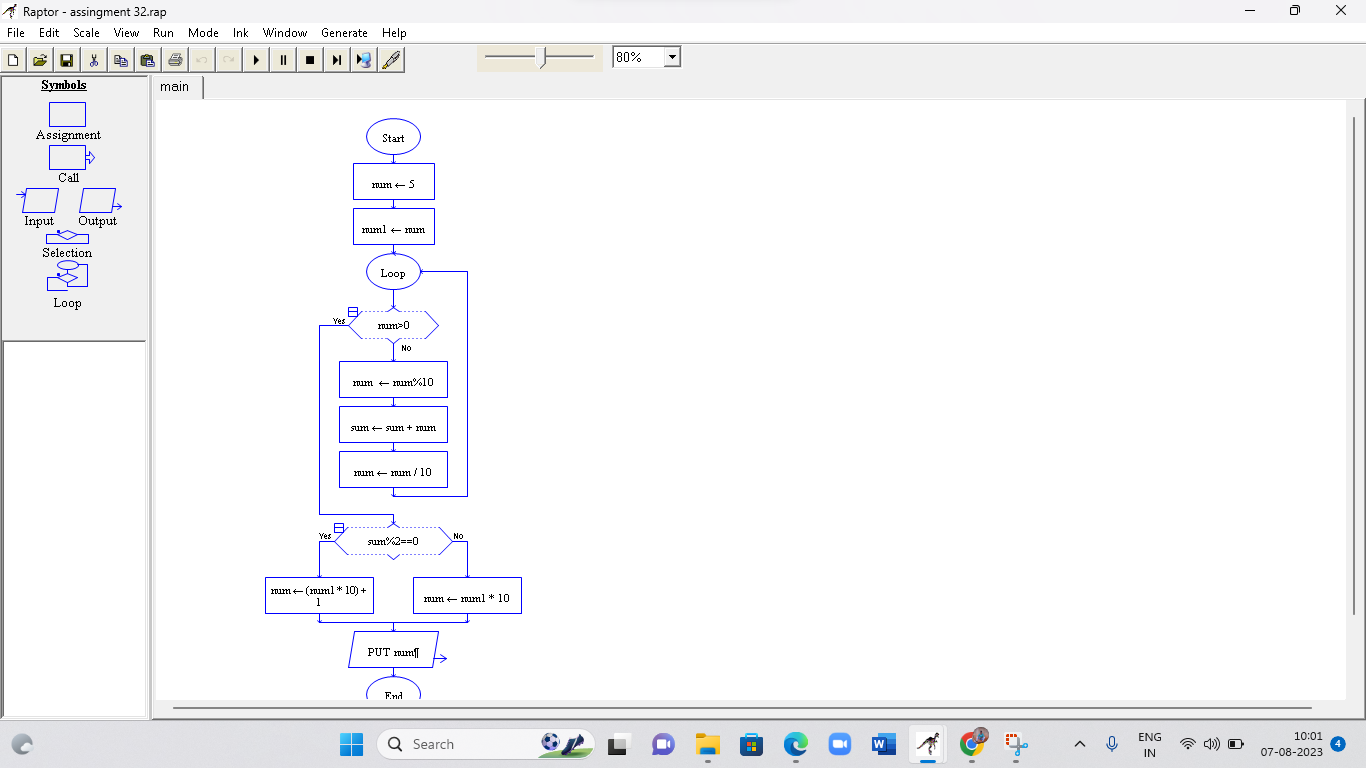 Raptor - assingment 32.rap
File Edit Scale View Run Mode Ink Window Generate Help
80%
Symbols
Assignment
Call
Input Output
Selection
Loop
main
Start
num ← 5
num1 ← num
Loop
Yes
num>0
No
num ← num%10
sum ← sum + num
num ← num / 10
Yes
sum%2==0
No
num ← (num1 * 10) +
1
num ← num1 * 10
PUT num¶
End
Search
ENG
IN
10:01
07-08-2023
4